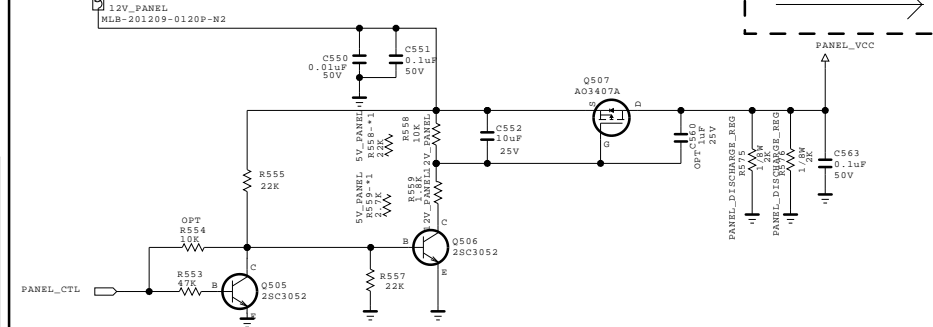 12V_PANEL
MLB-201209-0120P-N2
PANEL_VCC
C550
0.01uF
50V
C551
0.1uF
50V
Q507
AO3407A
S
D
G
5V_PANEL
R558-*1
22K
R558
10K
12V_PANEL
C552
10uF
25V
C560
1uF
25V
OPT
PANEL_DISCHARGE_REG
R575
1/8W
2K
PANEL_DISCHARGE_REG
1/8W
2K
C563
0.1uF
50V
R555
22K
5V_PANEL
R559-*1
2.7K
R559
1.8K
12V_PANEL
OPT
R554
10K
C
B
Q506
2SC3052
E
R553
47K
C
B
Q505
2SC3052
E
R557
22K
PANEL_CTL